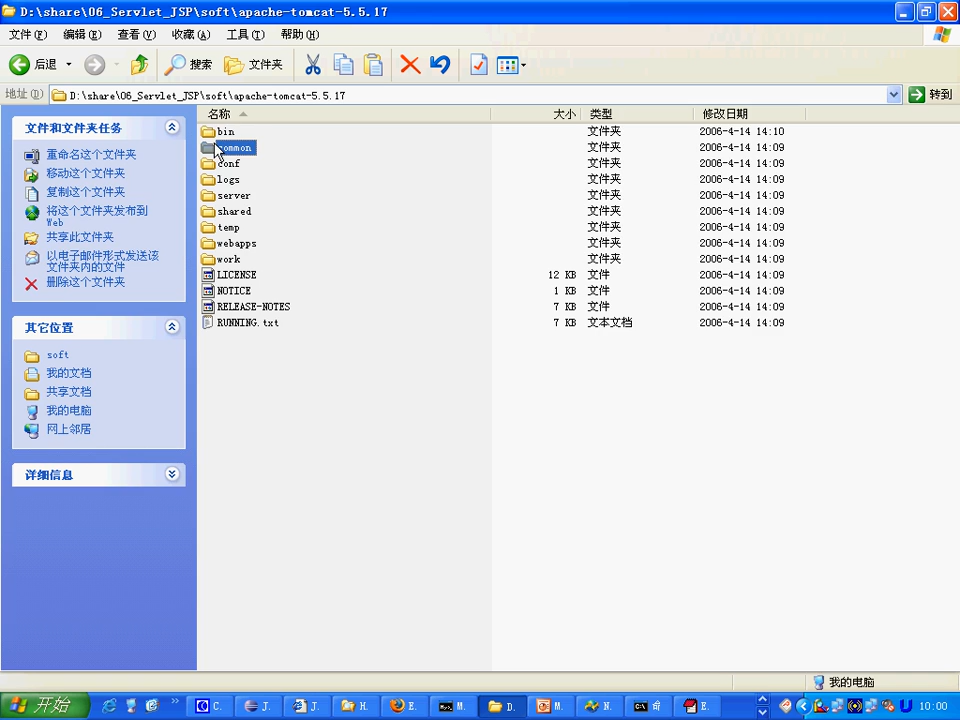 D:\share\06_Servlet_JSP\soft\apache-tomcat-5.5.17
文件(F) 编辑(E) 查看(V) 收藏(A) 工具(T) 帮助(H)
后退 搜索 文件夹
地址(D) D:\share\06_Servlet_JSP\soft\apache-tomcat-5.5.17 转到
文件和文件夹任务
重命名这个文件夹
移动这个文件夹
复制这个文件夹
将这个文件夹发布到
Web
共享此文件夹
以电子邮件形式发送该
文件夹内的文件
删除这个文件夹
其它位置
soft
我的文档
共享文档
我的电脑
网上邻居
详细信息
名称 大小 类型 修改日期
bin 文件夹 2006-4-14 14:10
common 文件夹 2006-4-14 14:09
conf 文件夹 2006-4-14 14:09
logs 文件夹 2006-4-14 14:09
server 文件夹 2006-4-14 14:09
shared 文件夹 2006-4-14 14:09
temp 文件夹 2006-4-14 14:09
webapps 文件夹 2006-4-14 14:09
work 文件夹 2006-4-14 14:09
LICENSE 12 KB 文件 2006-4-14 14:09
NOTICE 1 KB 文件 2006-4-14 14:09
RELEASE-NOTES 7 KB 文件 2006-4-14 14:09
RUNNING.txt 7 KB 文本文档 2006-4-14 14:09
我的电脑
开始 C. J. J. H. E. M. D. M. N. 命 E. 10:00